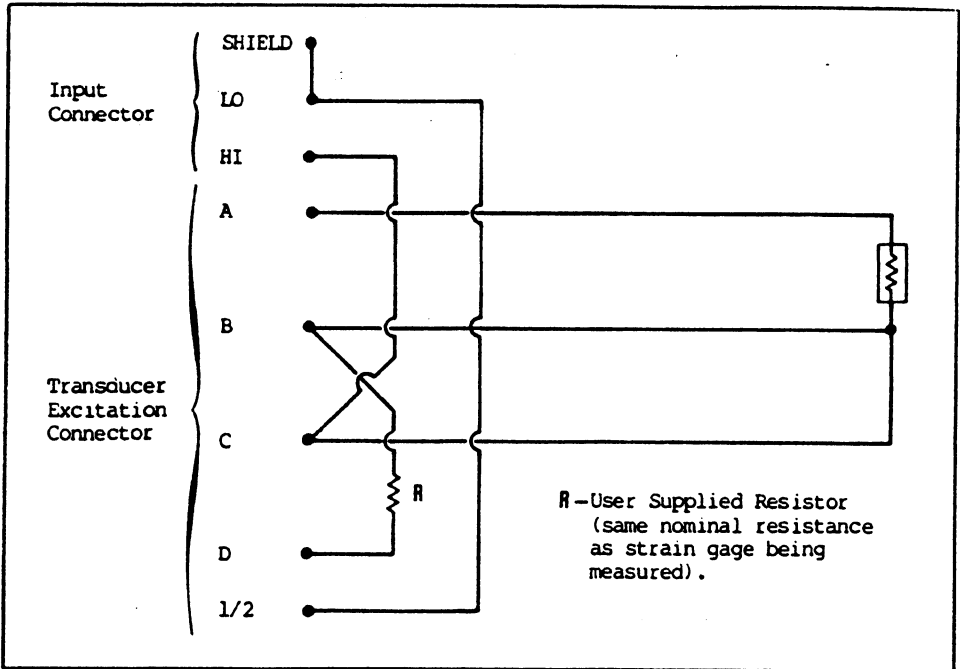 SHIELD
Input
Connector
LO
HI
A
B
Transducer
Excitation
Connector
C
R
R-User Supplied Resistor
(same nominal resistance
as strain gage being
measured).
D
1/2